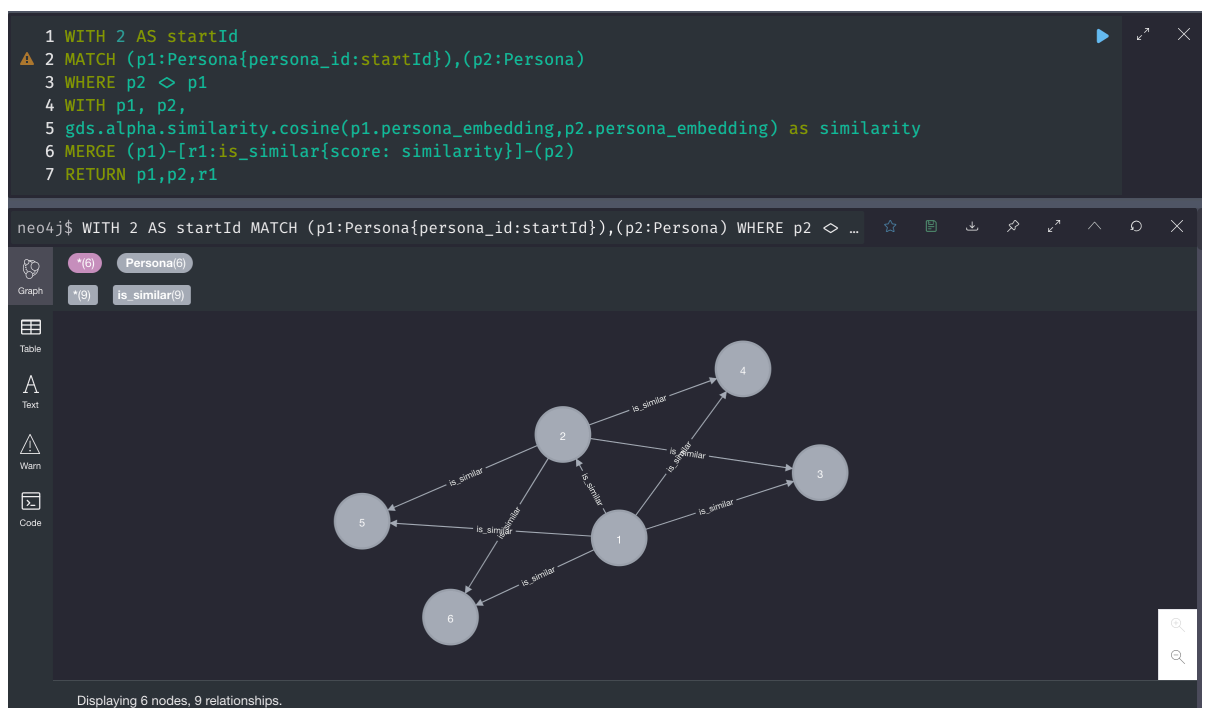 1 WITH 2 AS startId
2 MATCH (p1:Persona{persona_id:startId}),(p2:Persona)
3 WHERE p2 <> p1
4 WITH p1, p2,
5 gds.alpha.similarity.cosine(p1.persona_embedding,p2.persona_embedding) as similarity
6 MERGE (p1)-[r1:is_similar{score: similarity}]-(p2)
7 RETURN p1,p2,r1
neo4j$ WITH 2 AS startId MATCH (p1:Persona{persona_id:startId}),(p2:Persona) WHERE p2 <> …
*(6) Persona(6)
Graph
*(9) is_similar(9)
Table
Text
Warn
Code
4
is_similar
2
is_similar
is_similar
3
is_similar
is_similar
is_similar
5
is_similar
is_similar
1
is_similar
6
Displaying 6 nodes, 9 relationships.